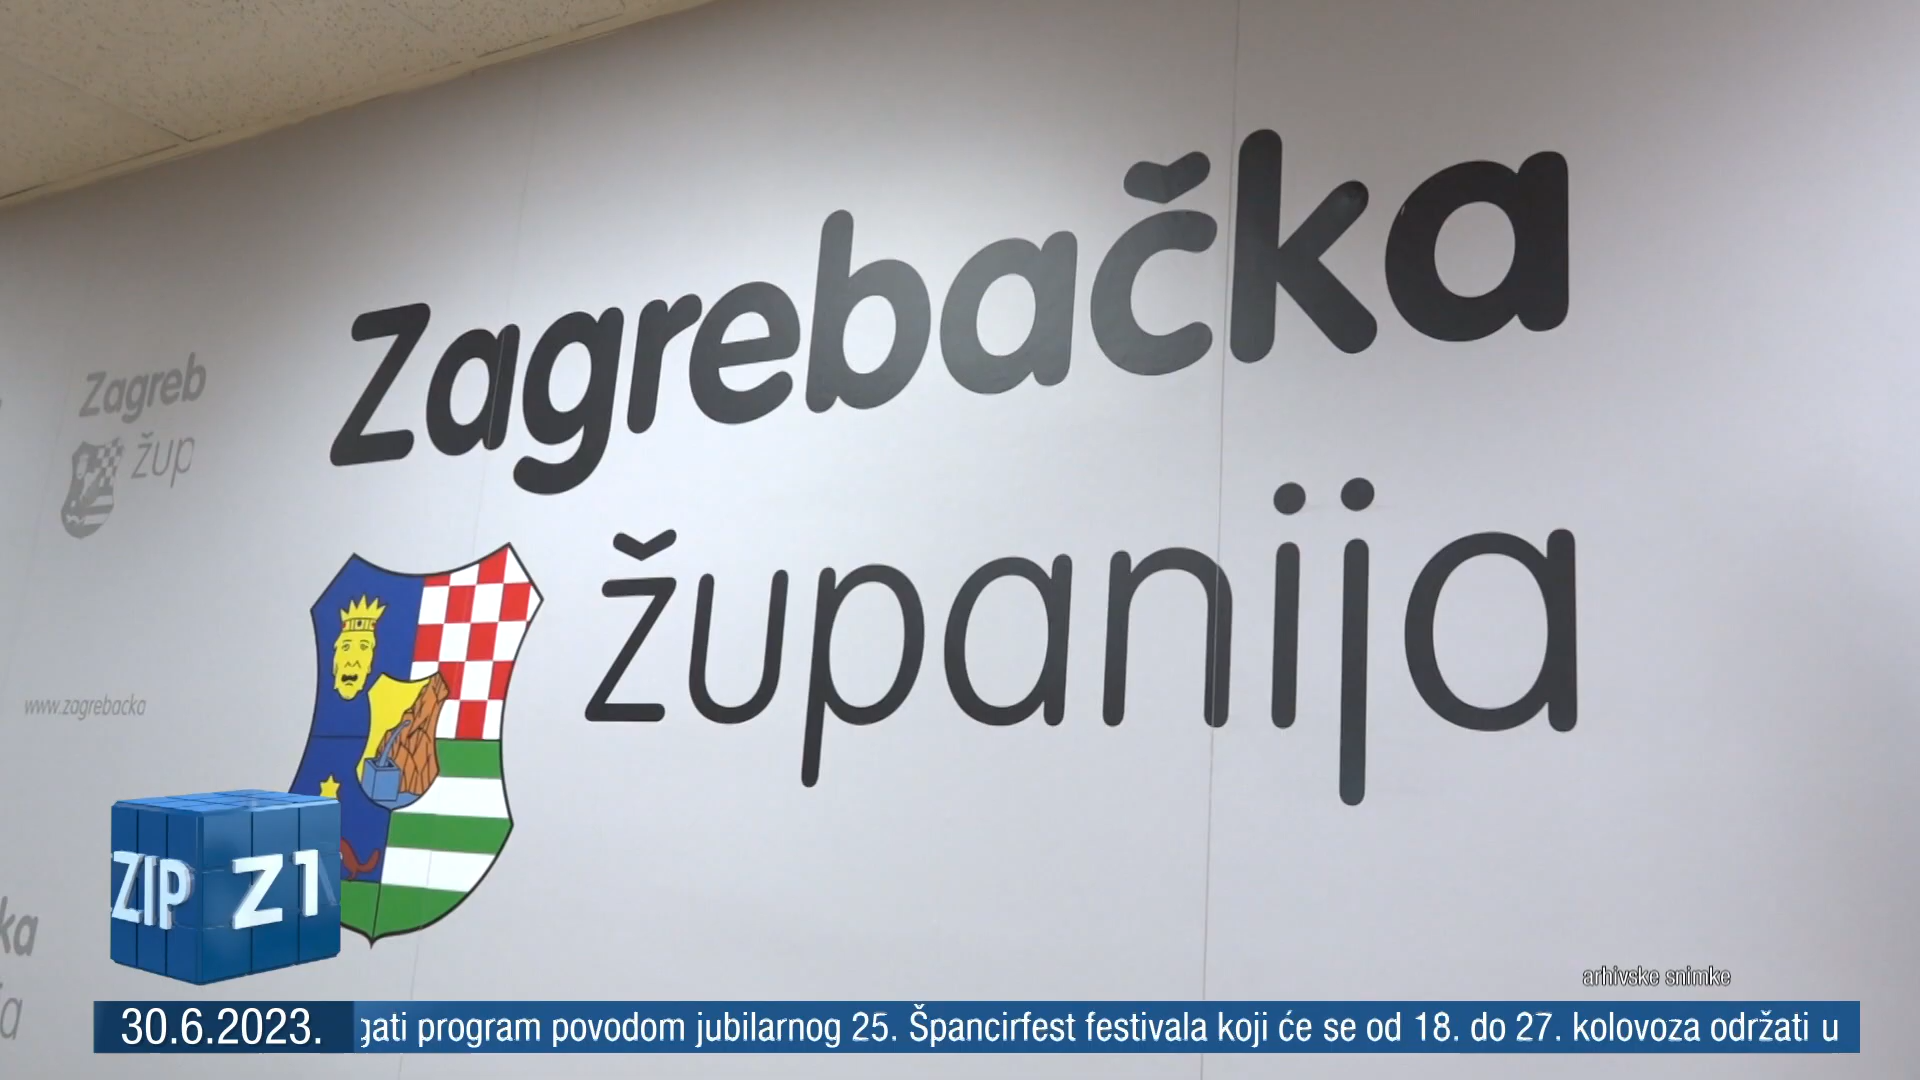 Zagrebačka
županija
Zagreb
žup
www.zagrebacka
ka
ZIP Z1
arhivske snimke
30.6.2023.
gati program povodom jubilarnog 25. Špancirfest festivala koji će se od 18. do 27. kolovoza održati u